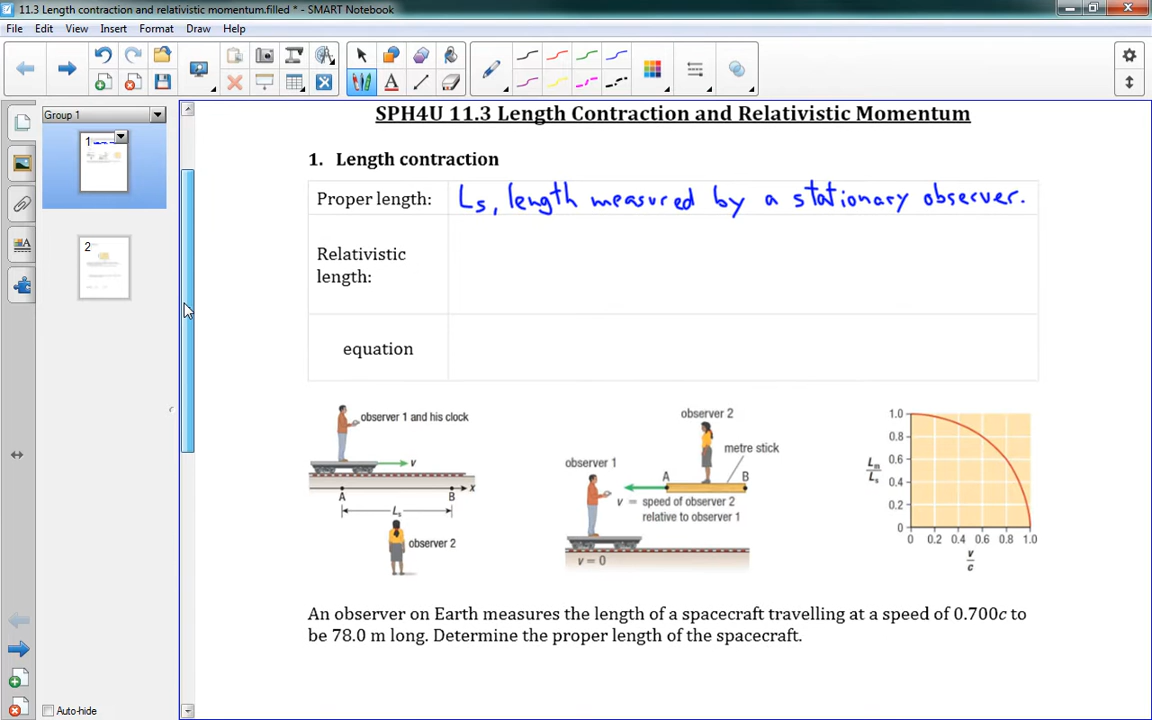 11.3 Length contraction and relativistic momentum.filled * - SMART Notebook
File Edit View Insert Format Draw Help
Group 1
1
2
Auto-hide
SPH4U 11.3 Length Contraction and Relativistic Momentum
1. Length contraction
Proper length: Ls, length measured by a stationary observer.
Relativistic
length:
equation
observer 1 and his clock
v
x
A B
Ls
observer 2
observer 2
metre stick
observer 1
A B
v = speed of observer 2
relative to observer 1
v = 0
1.0
0.8
0.6
0.4
0.2
0
Lm
Ls
0 0.2 0.4 0.6 0.8 1.0
v
c
An observer on Earth measures the length of a spacecraft travelling at a speed of 0.700c to
be 78.0 m long. Determine the proper length of the spacecraft.